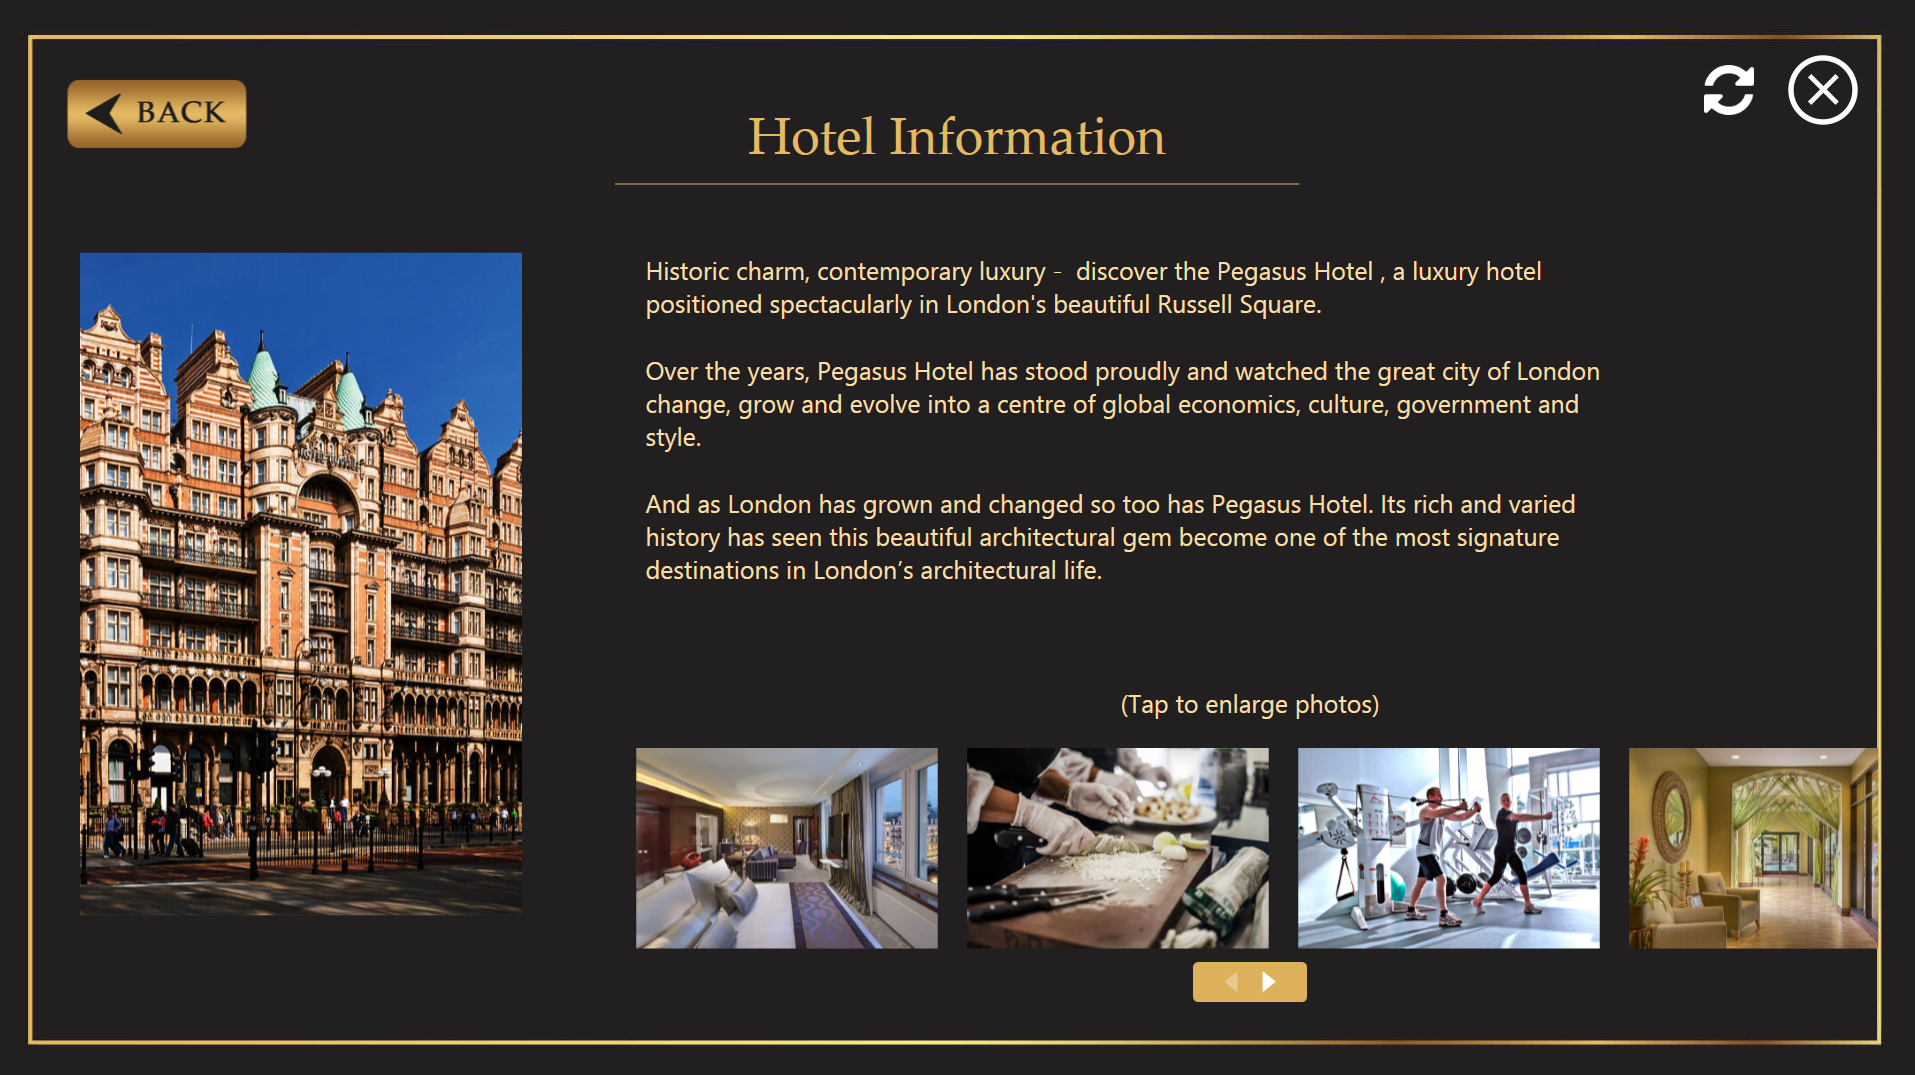 BACK
Hotel Information
Historic charm, contemporary luxury -  discover the Pegasus Hotel , a luxury hotel
positioned spectacularly in London's beautiful Russell Square.
Over the years, Pegasus Hotel has stood proudly and watched the great city of London
change, grow and evolve into a centre of global economics, culture, government and
style.
And as London has grown and changed so too has Pegasus Hotel. Its rich and varied
history has seen this beautiful architectural gem become one of the most signature
destinations in London’s architectural life.
(Tap to enlarge photos)